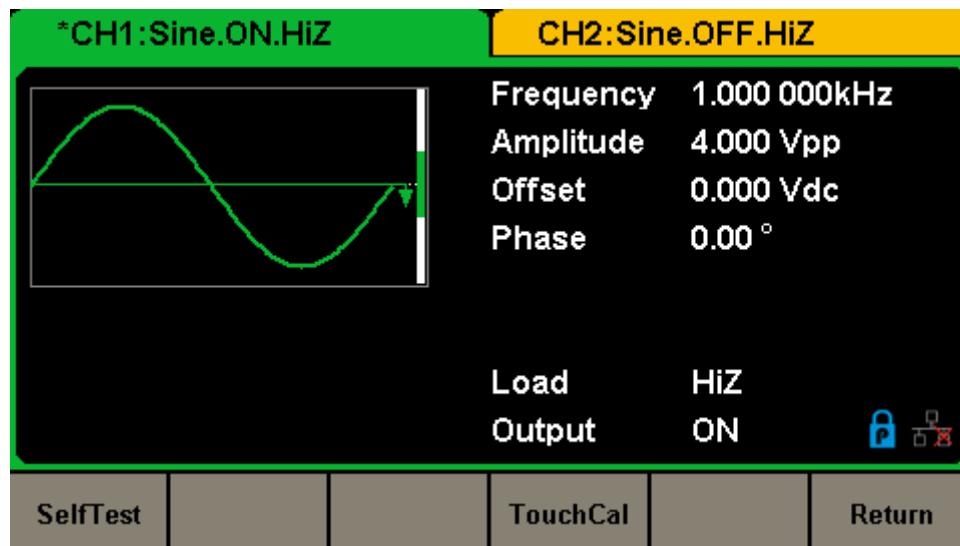 *CH1:Sine.ON.HiZ
CH2:Sine.OFF.HiZ
Frequency 1.000 000kHz
Amplitude 4.000 Vpp
Offset 0.000 Vdc
Phase 0.00 °
Load HiZ
Output ON
P
SelfTest TouchCal Return